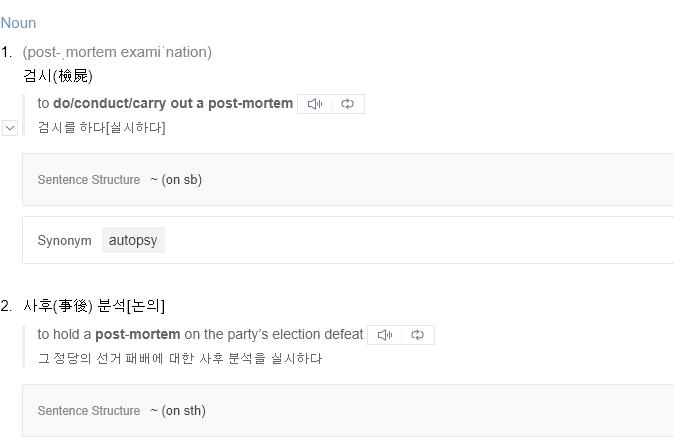 Noun
1. (post-ˌmortem examiˈnation)
검시(檢屍)
to do/conduct/carry out a post-mortem
검시를 하다[실시하다]
Sentence Structure ~ (on sb)
Synonym autopsy
2. 사후(事後) 분석[논의]
to hold a post-mortem on the party’s election defeat
그 정당의 선거 패배에 대한 사후 분석을 실시하다
Sentence Structure ~ (on sth)